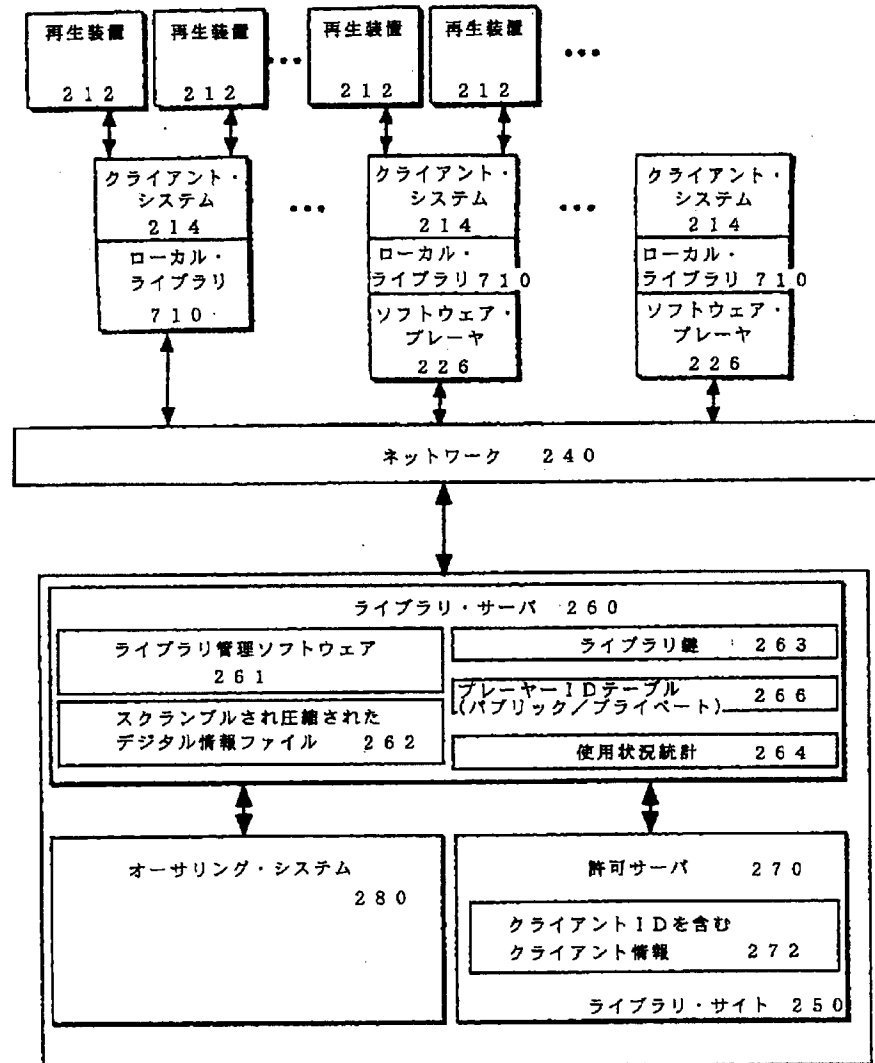 再生装置
212
再生装置
212
再生装置
212
再生装置
212
クライアント・
システム
214
ローカル・
ライブラリ
710
クライアント・
システム
214
ローカル・
ライブラリ 710
ソフトウェア・
プレーヤ
226
クライアント・
システム
214
ローカル・
ライブラリ 710
ソフトウェア・
プレーヤ
226
ネットワーク 240
ライブラリ・サーバ 260
ライブラリ管理ソフトウェア
261
スクランブルされ圧縮された
デジタル情報ファイル 262
ライブラリ鍵 263
プレーヤーIDテーブル
(パブリック/プライベート) 266
使用状況統計 264
オーサリング・システム
280
許可サーバ 270
クライアントIDを含む
クライアント情報 272
ライブラリ・サイト 250